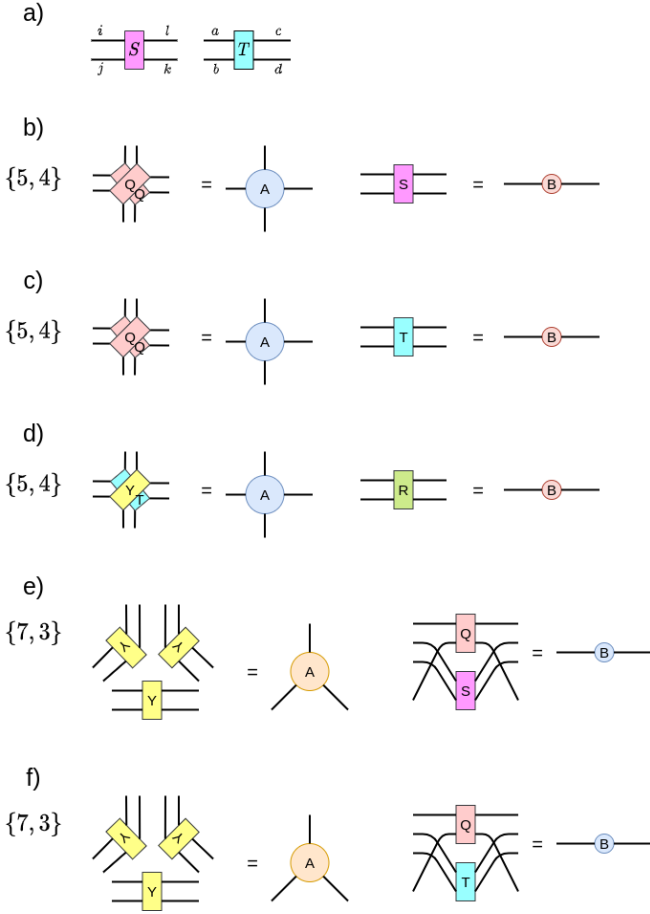 a)
i l a c
S T
j k b d
b)
{5, 4} Q Q = A S = B
c)
{5, 4} Q Q = A T = B
d)
{5, 4} Y T = A R = B
e)
{7, 3} Y Y Y = A Q S = B
f)
{7, 3} Y Y Y = A Q T = B